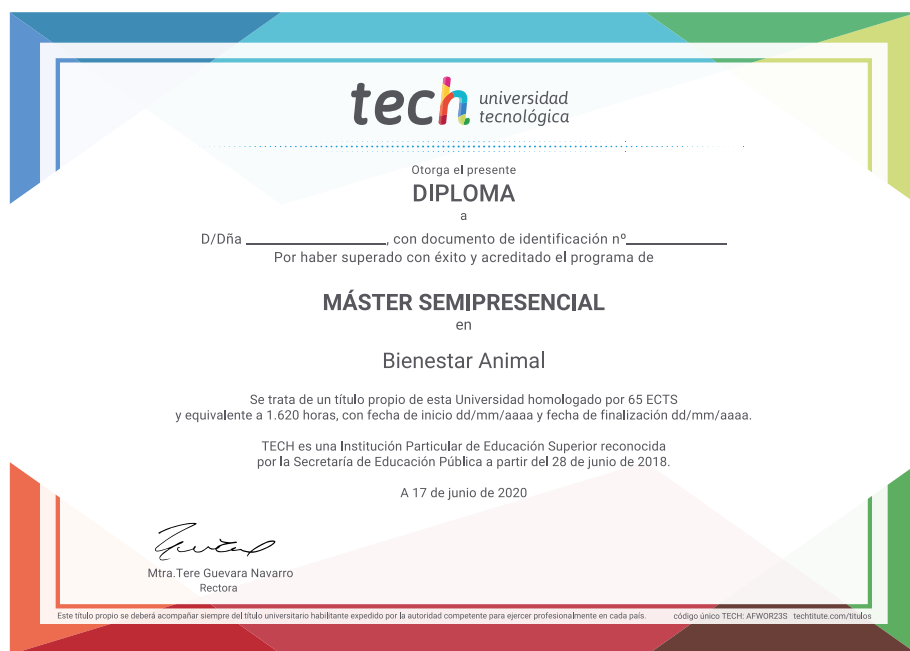 tech universidad
tecnológica
Otorga el presente
DIPLOMA
a
D/Dña ____________, con documento de identificación nº____________
Por haber superado con éxito y acreditado el programa de
MÁSTER SEMIPRESENCIAL
en
Bienestar Animal
Se trata de un título propio de esta Universidad homologado por 65 ECTS
y equivalente a 1.620 horas, con fecha de inicio dd/mm/aaaa y fecha de finalización dd/mm/aaaa.
TECH es una Institución Particular de Educación Superior reconocida
por la Secretaría de Educación Pública a partir del 28 de junio de 2018.
A 17 de junio de 2020
Mtra.Tere Guevara Navarro
Rectora
Este título propio se deberá acompañar siempre del título universitario habilitante expedido por la autoridad competente para ejercer profesionalmente en cada país. código único TECH: AFWOR23S techtitute.com/titulos